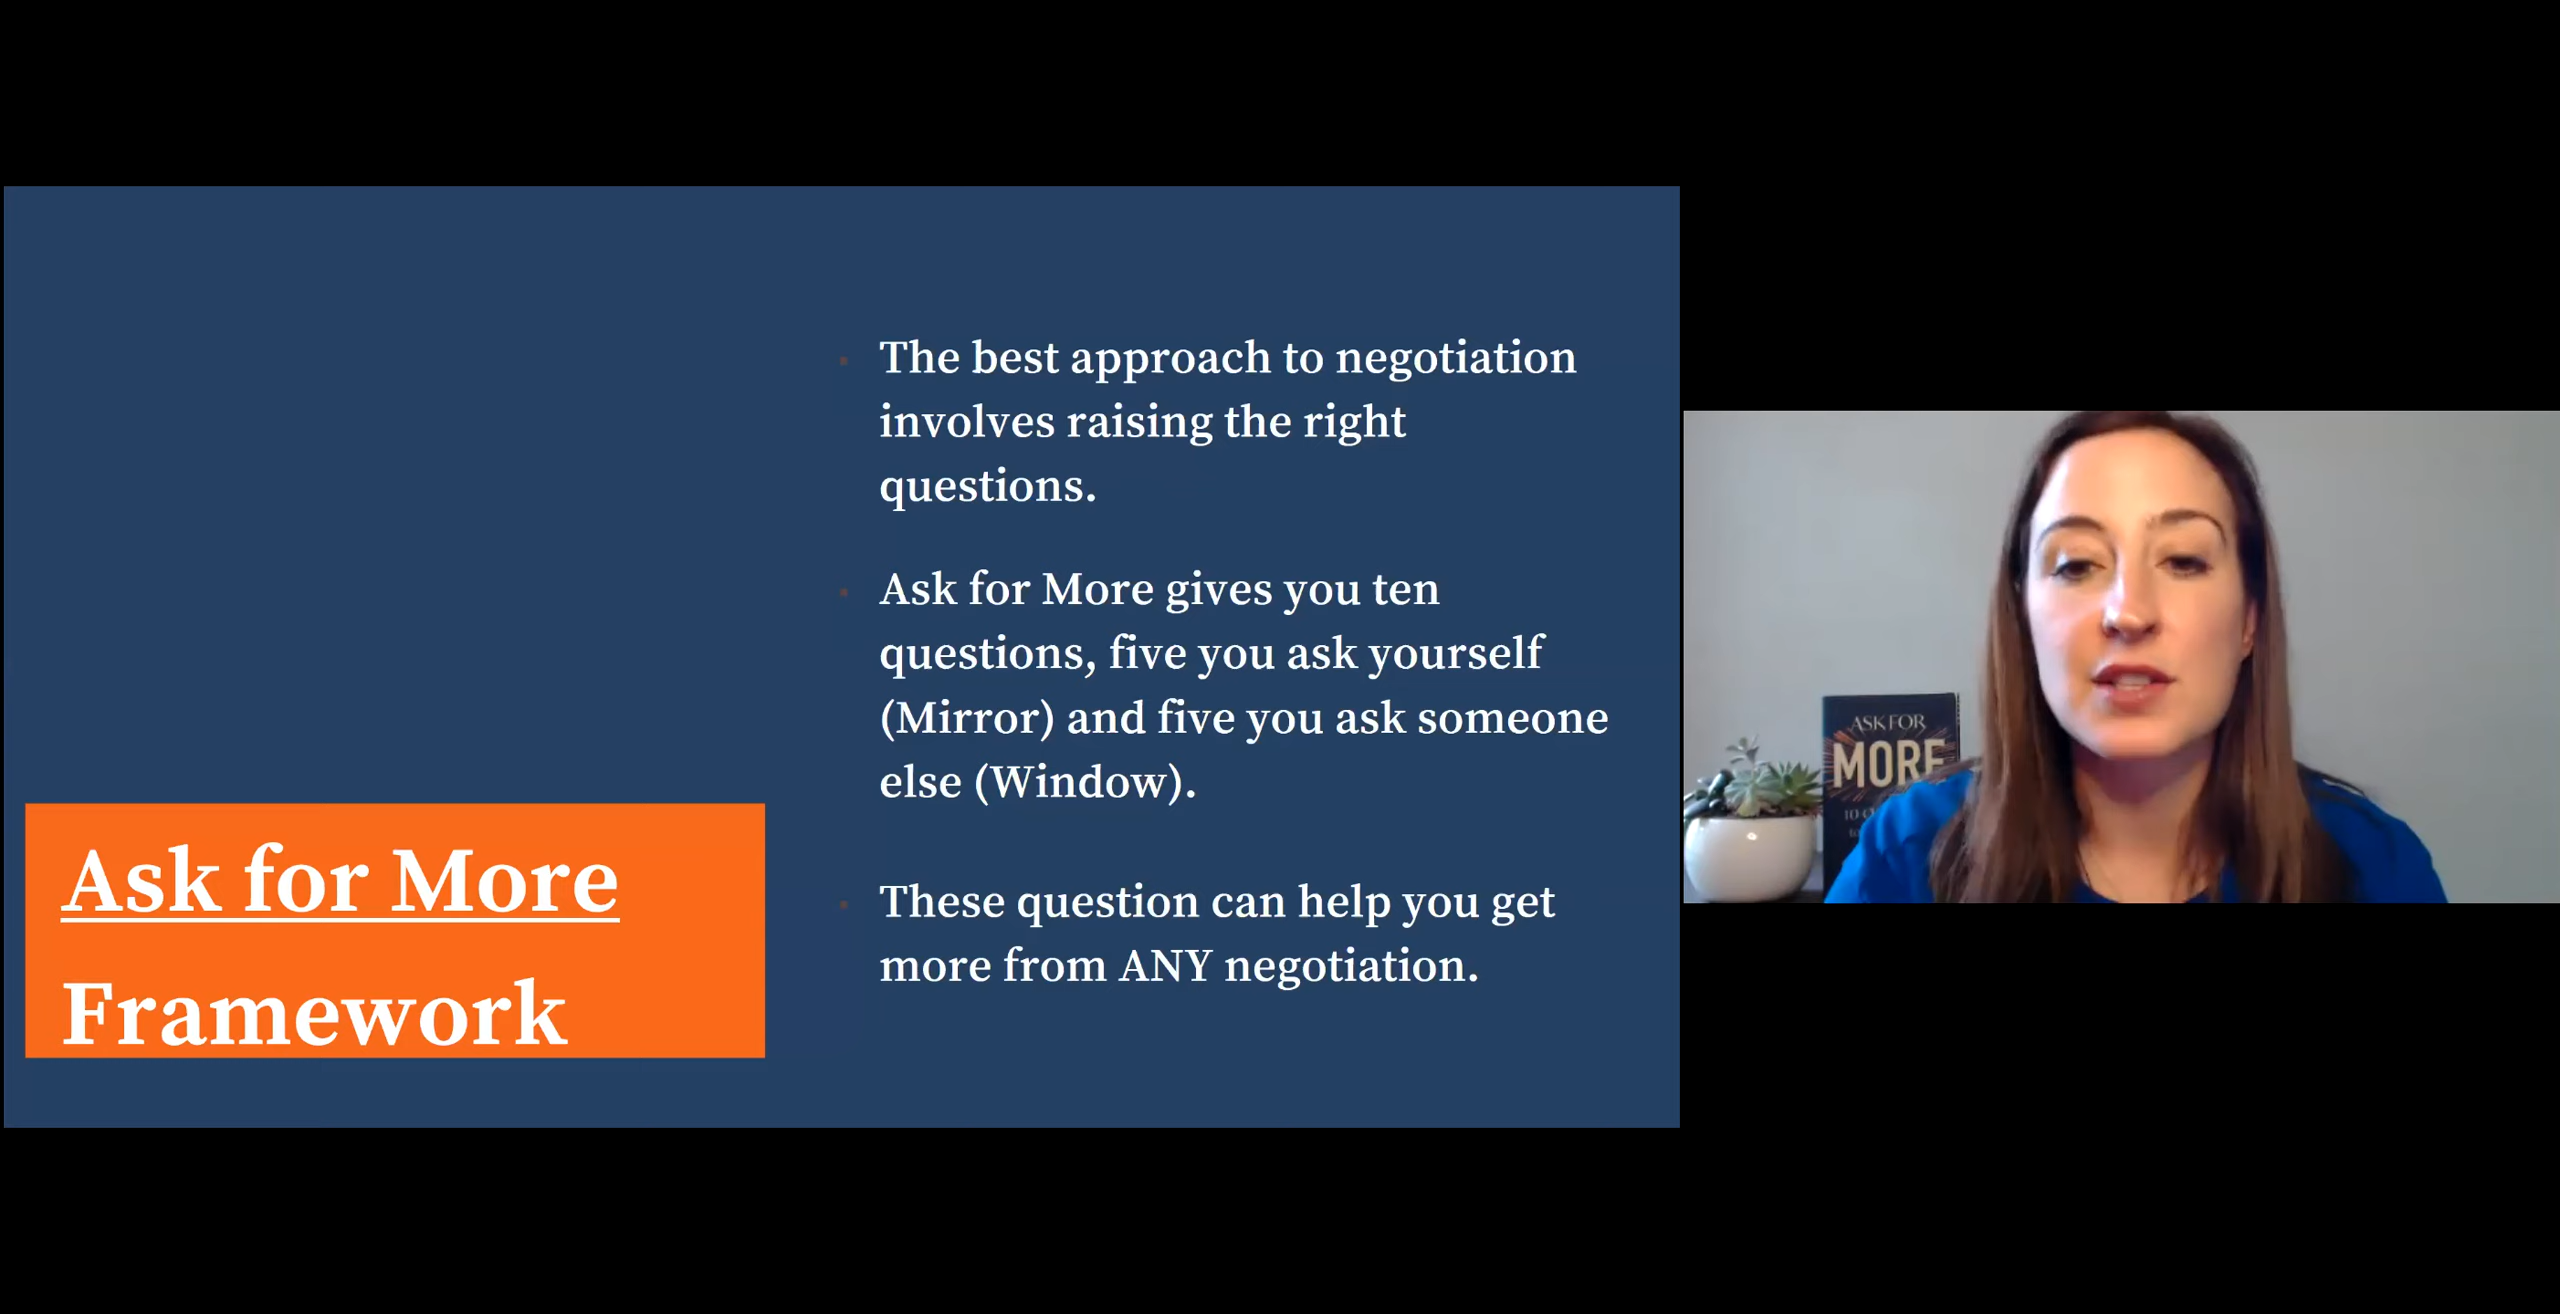 The best approach to negotiation
involves raising the right
questions.
Ask for More gives you ten
questions, five you ask yourself
(Mirror) and five you ask someone
else (Window).
These question can help you get
more from ANY negotiation.
Ask for More
Framework
ASK FOR
MORE
10